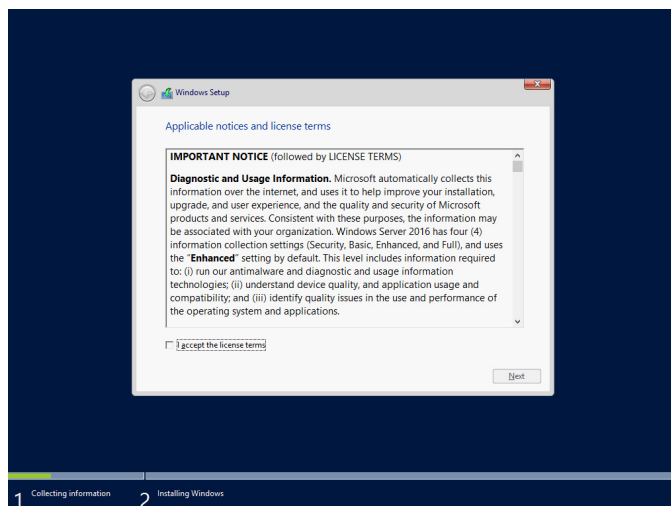 Windows Setup
Applicable notices and license terms
IMPORTANT NOTICE (followed by LICENSE TERMS)
Diagnostic and Usage Information. Microsoft automatically collects this
information over the internet, and uses it to help improve your installation,
upgrade, and user experience, and the quality and security of Microsoft
products and services. Consistent with these purposes, the information may
be associated with your organization. Windows Server 2016 has four (4)
information collection settings (Security, Basic, Enhanced, and Full), and uses
the "Enhanced" setting by default. This level includes information required
to: (i) run our antimalware and diagnostic and usage information
technologies; (ii) understand device quality, and application usage and
compatibility; and (iii) identify quality issues in the use and performance of
the operating system and applications.
I accept the license terms
Next
1 Collecting information
2 Installing Windows